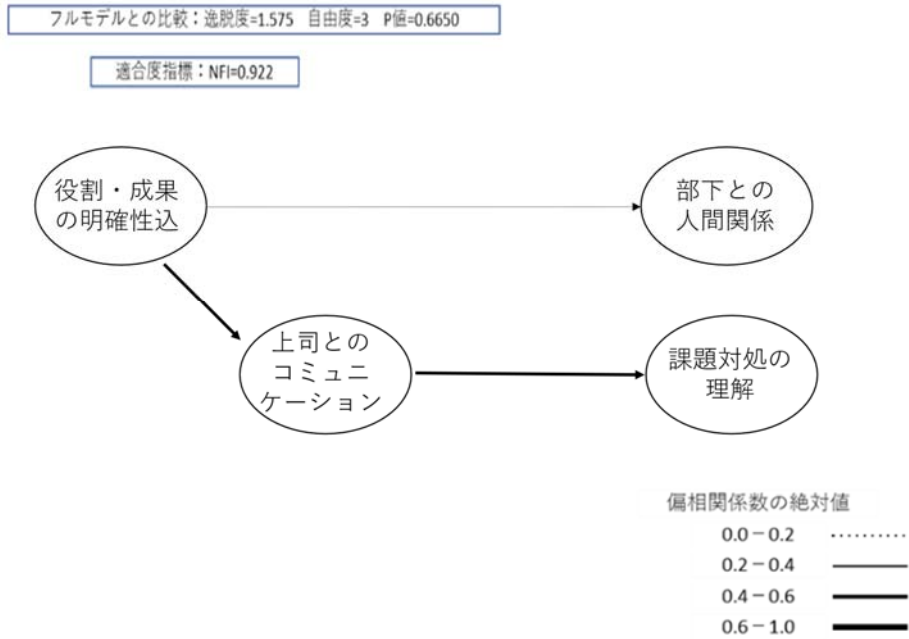 フルモデルとの比較：逸脱度=1.575 自由度=3 P値=0.6650
適合度指標：NFI=0.922
役割・成果
の明確性込
部下との
人間関係
上司との
コミュニ
ケーション
課題対処の
理解
偏相関係数の絶対値
0.0－0.2
0.2－0.4
0.4－0.6
0.6－1.0